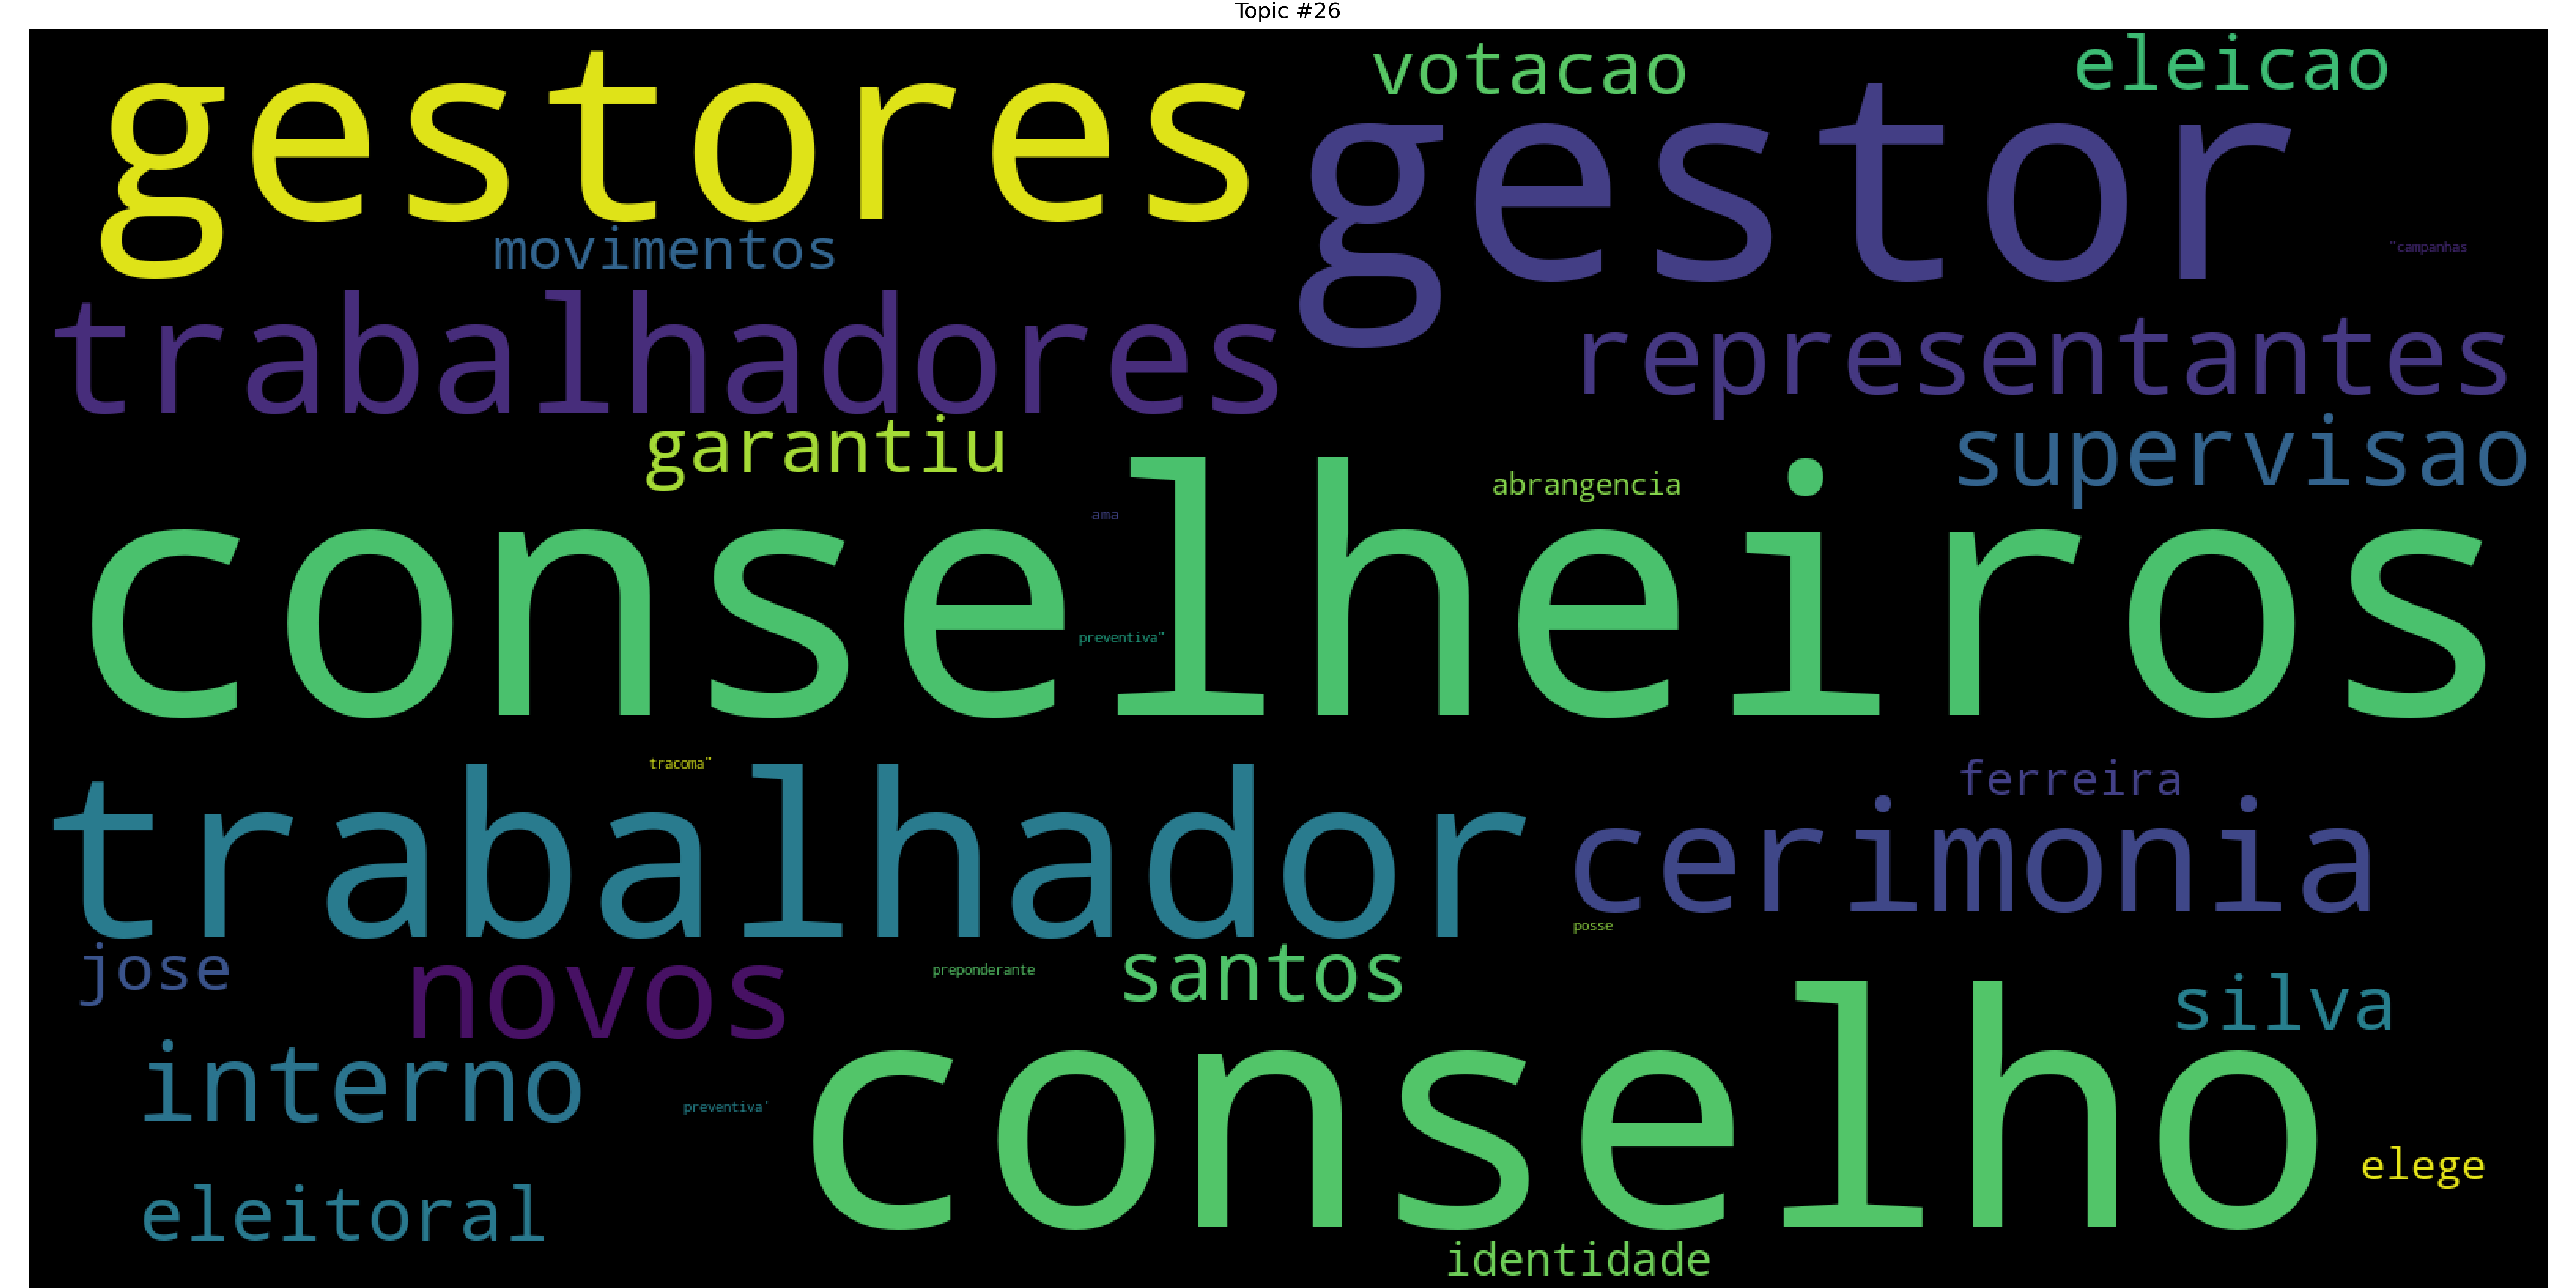 Topic #26
votacao
eleicao
gestores
gestor
movimentos
"campanhas
trabalhadores
representantes
garantiu
supervisao
abrangencia
ama
conselheiros
preventiva"
tracoma"
ferreira
trabalhador
cerimonia
posse
jose
novos
preponderante
santos
silva
interno
conselho
preventiva'
elege
eleitoral
identidade